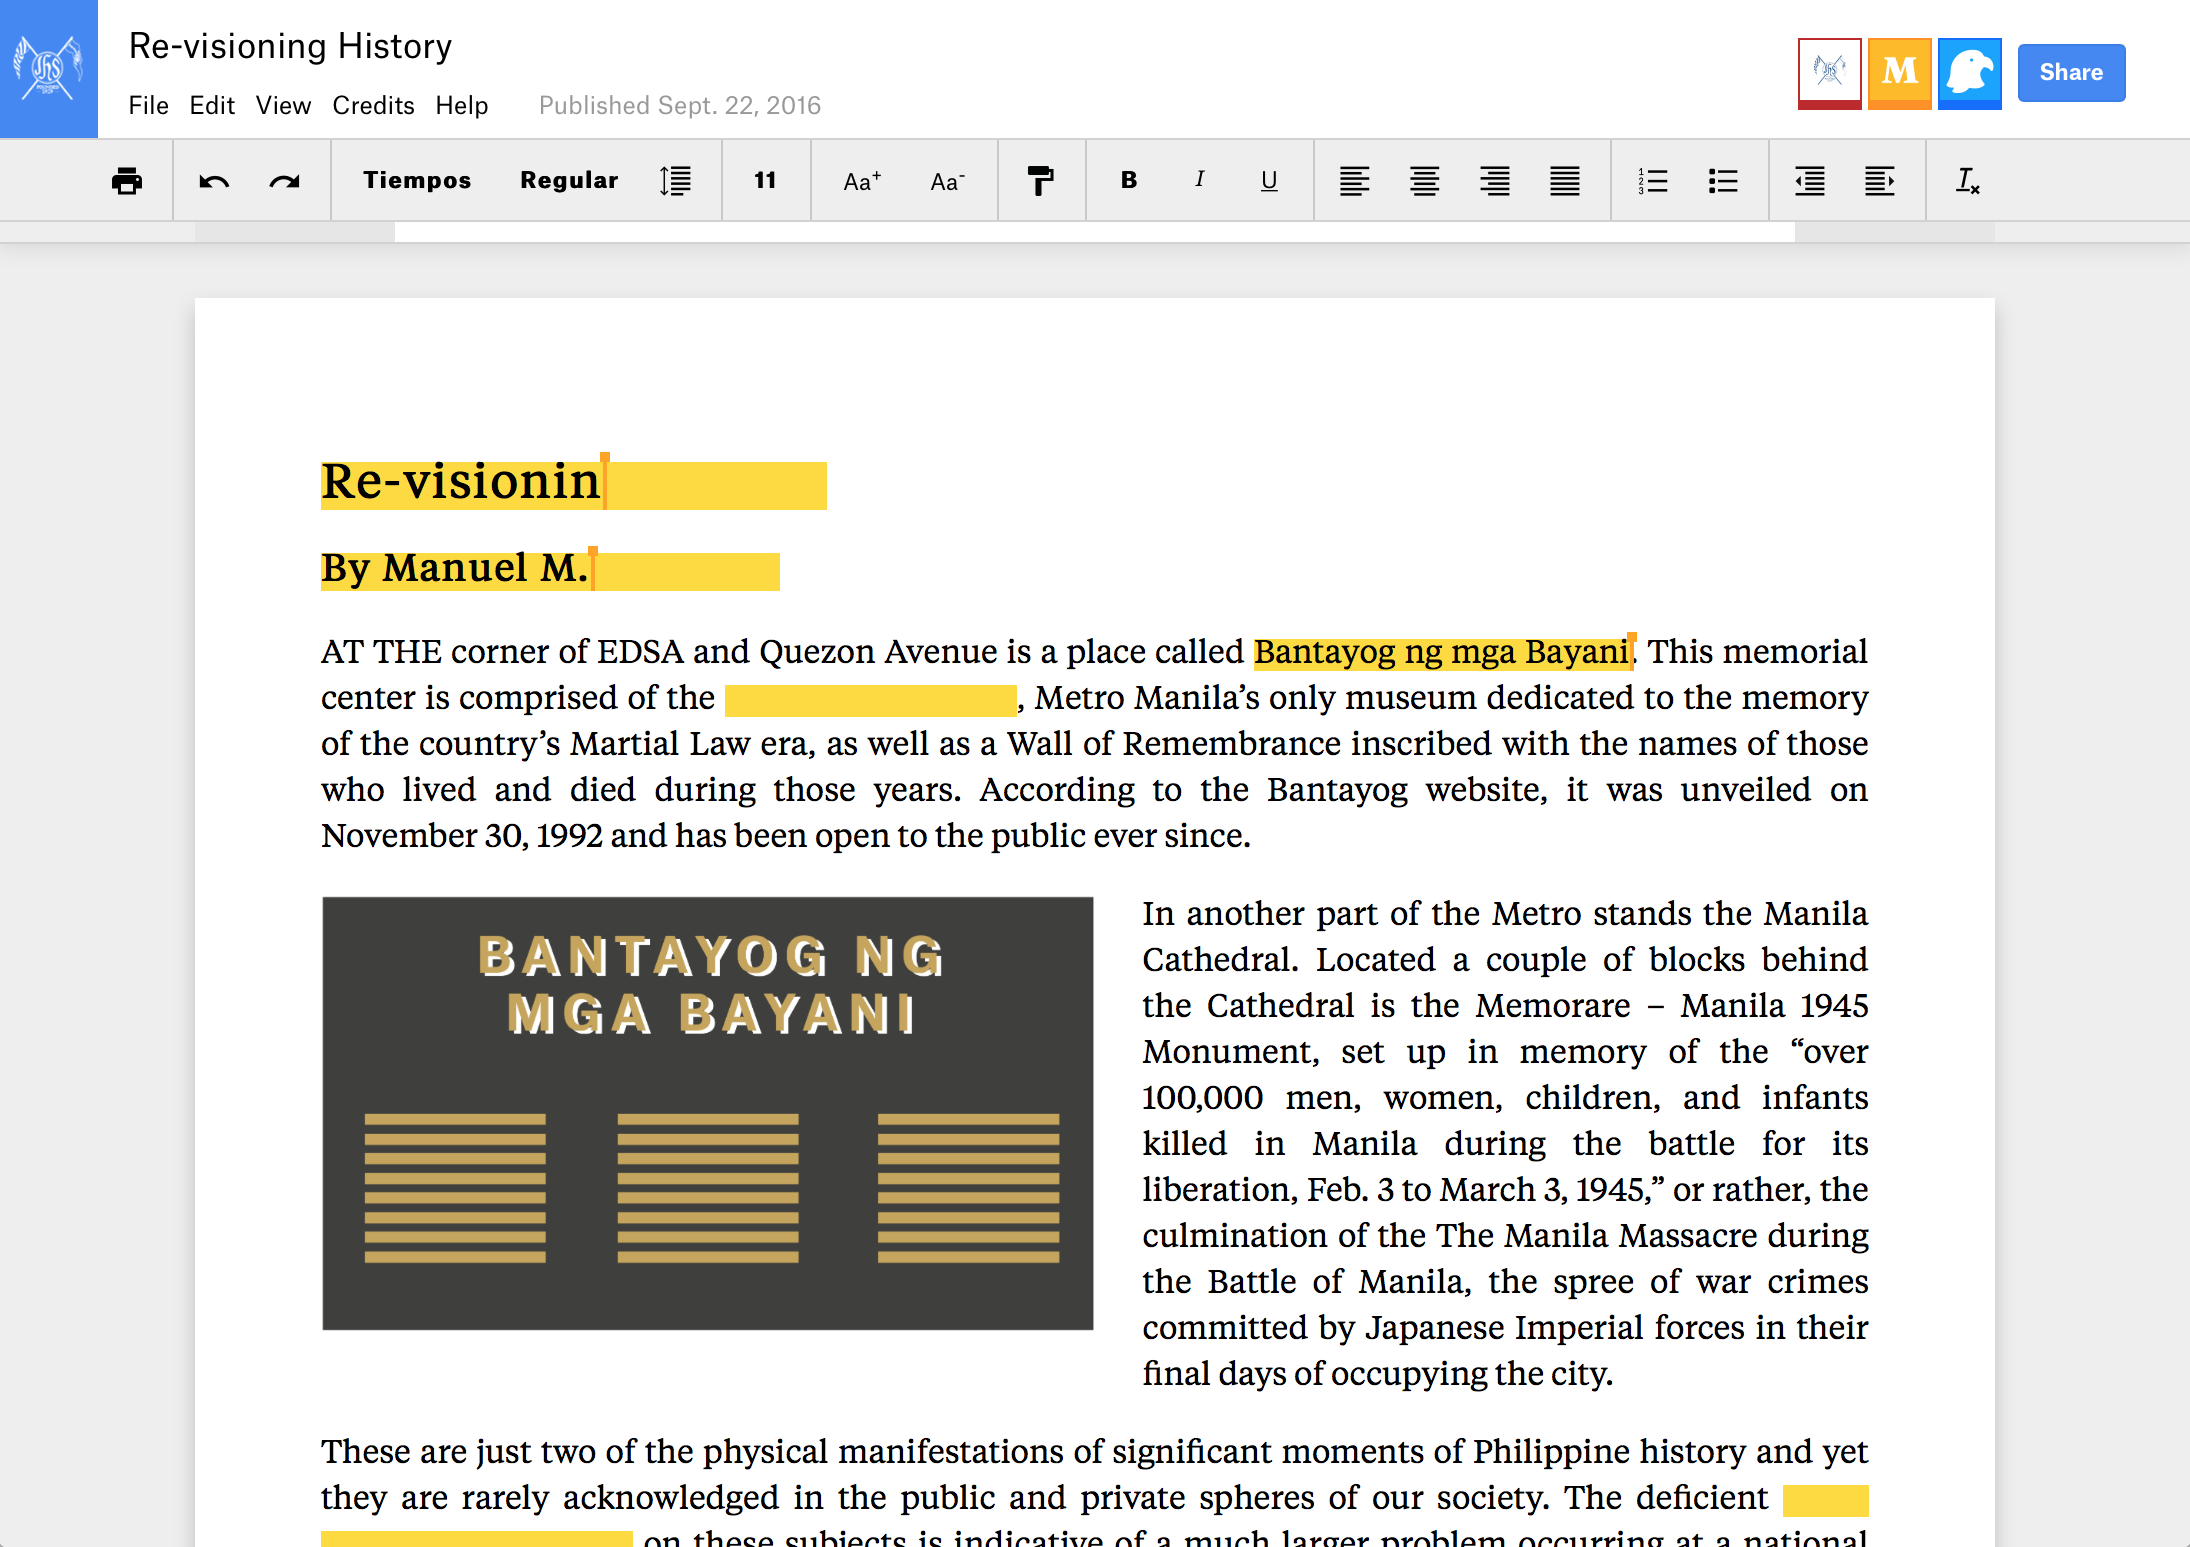 Re-visioning History
File Edit View Credits Help Published Sept. 22, 2016
M
Share
Tiempos Regular 11 Aa+ Aa- B I U
Re-visionin
By Manuel M.
AT THE corner of EDSA and Quezon Avenue is a place called Bantayog ng mga Bayani. This memorial
center is comprised of the , Metro Manila’s only museum dedicated to the memory
of the country’s Martial Law era, as well as a Wall of Remembrance inscribed with the names of those
who lived and died during those years. According to the Bantayog website, it was unveiled on
November 30, 1992 and has been open to the public ever since.
BANTAYOG NG
MGA BAYANI
In another part of the Metro stands the Manila
Cathedral. Located a couple of blocks behind
the Cathedral is the Memorare – Manila 1945
Monument, set up in memory of the “over
100,000 men, women, children, and infants
killed in Manila during the battle for its
liberation, Feb. 3 to March 3, 1945,” or rather, the
culmination of the The Manila Massacre during
the Battle of Manila, the spree of war crimes
committed by Japanese Imperial forces in their
final days of occupying the city.
These are just two of the physical manifestations of significant moments of Philippine history and yet
they are rarely acknowledged in the public and private spheres of our society. The deficient
on these subjects is indicative of a much larger problem occurring at a national